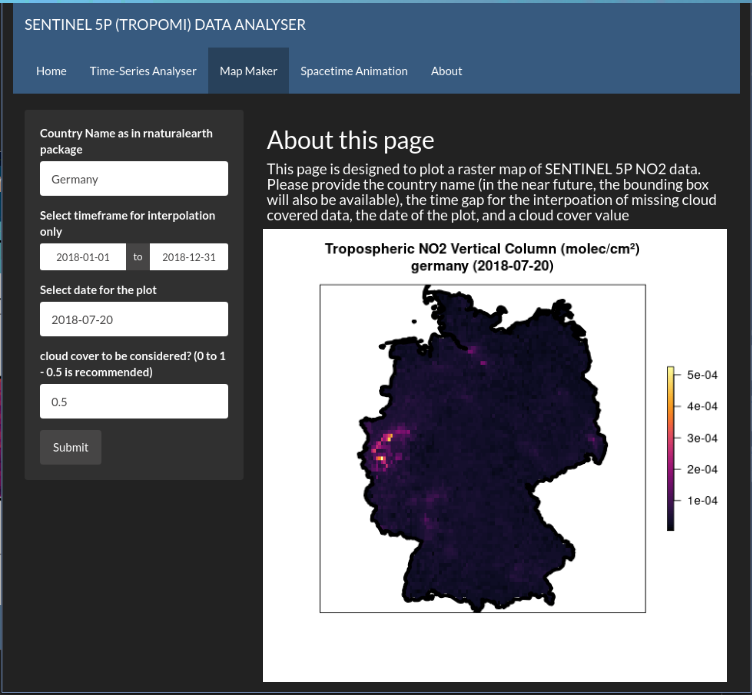 SENTINEL 5P (TROPOMI) DATA ANALYSER
Home Time-Series Analyser Map Maker Spacetime Animation About
Country Name as in rnaturalearth
package
Germany
Select timeframe for interpolation
only
2018-01-01 to 2018-12-31
Select date for the plot
2018-07-20
cloud cover to be considered? (0 to 1
- 0.5 is recommended)
0.5
Submit
About this page
This page is designed to plot a raster map of SENTINEL 5P NO2 data.
Please provide the country name (in the near future, the bounding box
will also be available), the time gap for the interpoation of missing cloud
covered data, the date of the plot, and a cloud cover value
Tropospheric NO2 Vertical Column (molec/cm²)
germany (2018-07-20)
5e-04
4e-04
3e-04
2e-04
1e-04